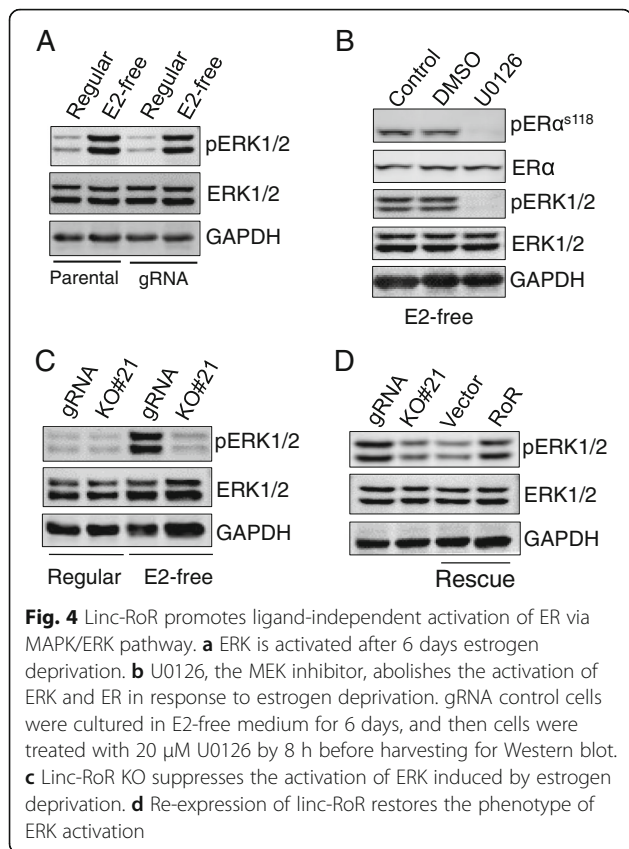 A
Regular E2-free Regular E2-free
pERK1/2
ERK1/2
GAPDH
Parental gRNA
B
Control DMSO U0126
pERα^s118
ERα
pERK1/2
ERK1/2
GAPDH
E2-free
C
gRNA KO#21 gRNA KO#21
pERK1/2
ERK1/2
GAPDH
Regular E2-free
D
gRNA KO#21 Vector RoR
pERK1/2
ERK1/2
GAPDH
Rescue
Fig. 4 Linc-RoR promotes ligand-independent activation of ER via
MAPK/ERK pathway. a ERK is activated after 6 days estrogen
deprivation. b U0126, the MEK inhibitor, abolishes the activation of
ERK and ER in response to estrogen deprivation. gRNA control cells
were cultured in E2-free medium for 6 days, and then cells were
treated with 20 μM U0126 by 8 h before harvesting for Western blot.
c Linc-RoR KO suppresses the activation of ERK induced by estrogen
deprivation. d Re-expression of linc-RoR restores the phenotype of
ERK activation